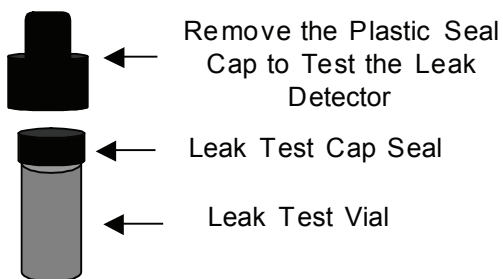 Remove the Plastic Seal
Cap to Test the Leak
Detector
Leak Test Cap Seal
Leak Test Vial